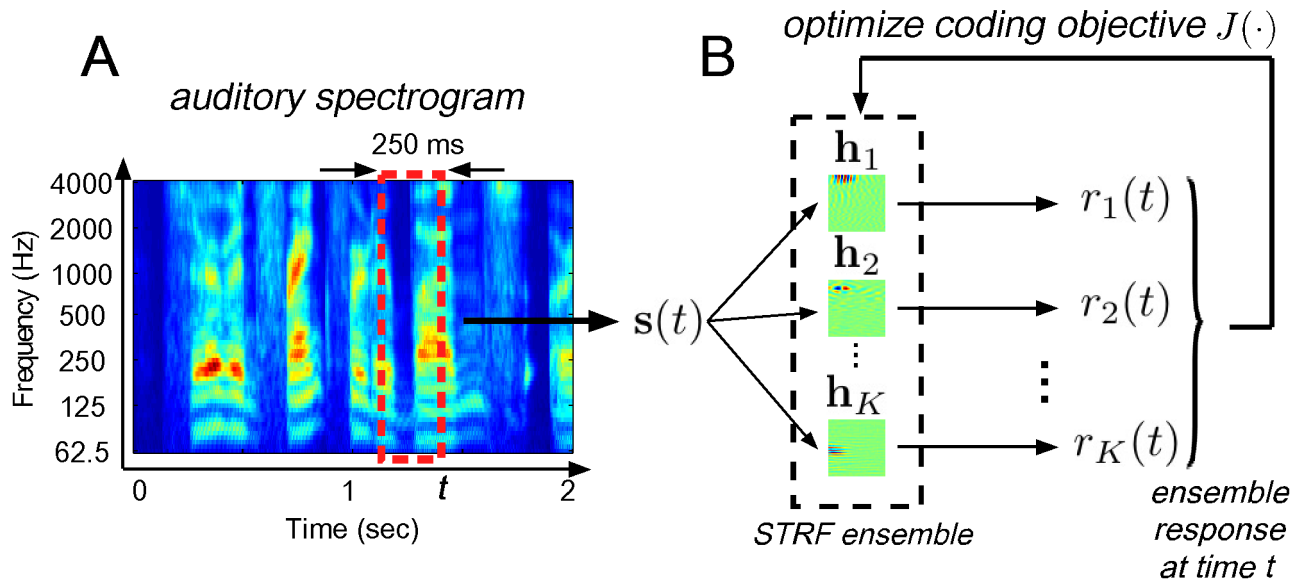 A
auditory spectrogram
250 ms
Frequency (Hz)
4000
2000
1000
500
250
125
62.5
0
1
t
2
Time (sec)
B
optimize coding objective J(·)
s(t)
h1
h2
⋮
hK
STRF ensemble
r1(t)
r2(t)
⋮
rK(t)
ensemble
response
at time t